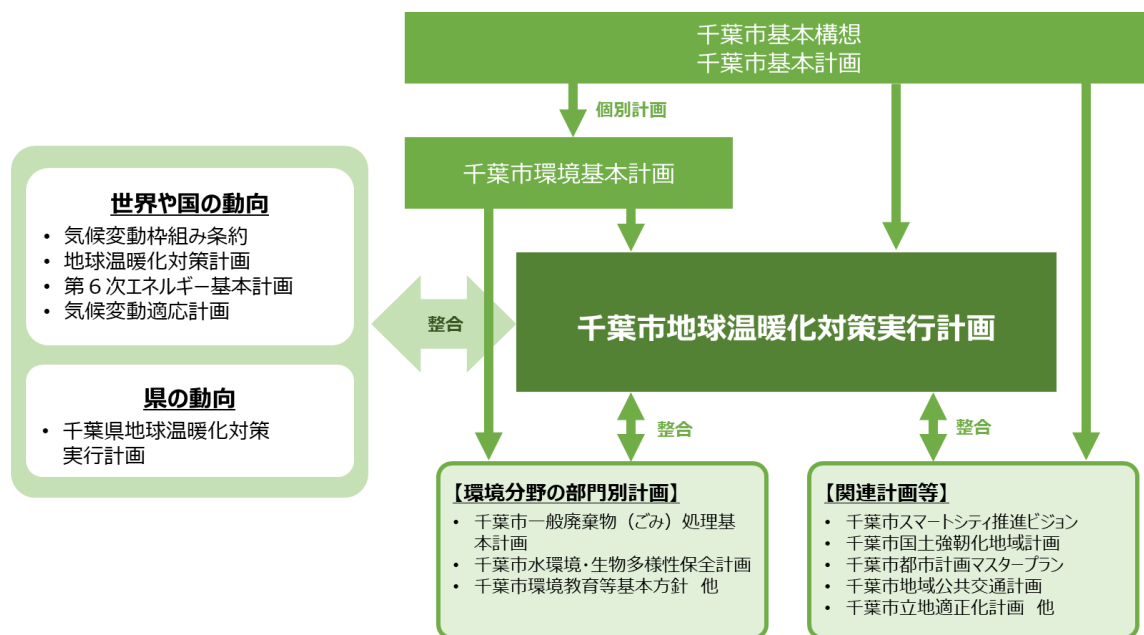 千葉市基本構想
千葉市基本計画
個別計画
千葉市環境基本計画
世界や国の動向
• 気候変動枠組み条約
• 地球温暖化対策計画
• 第６次エネルギー基本計画
• 気候変動適応計画
県の動向
• 千葉県地球温暖化対策
実行計画
整合
千葉市地球温暖化対策実行計画
整合
整合
【環境分野の部門別計画】
• 千葉市一般廃棄物（ごみ）処理基
本計画
• 千葉市水環境・生物多様性保全計画
• 千葉市環境教育等基本方針 他
【関連計画等】
• 千葉市スマートシティ推進ビジョン
• 千葉市国土強靭化地域計画
• 千葉市都市計画マスタープラン
• 千葉市地域公共交通計画
• 千葉市立地適正化計画 他